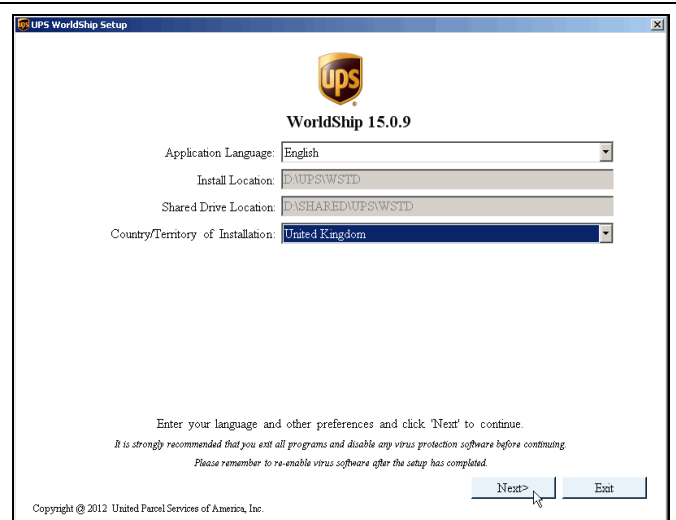 UPS WorldShip Setup
ups
WorldShip 15.0.9
Application Language: English
Install Location: D:\UPS\WSTD
Shared Drive Location: D:\SHARED\UPS\WSTD
Country/Territory of Installation: United Kingdom
Enter your language and other preferences and click 'Next' to continue.
It is strongly recommended that you exit all programs and disable any virus protection software before continuing.
Please remember to re-enable virus software after the setup has completed.
Next> Exit
Copyright @ 2012 United Parcel Services of America, Inc.